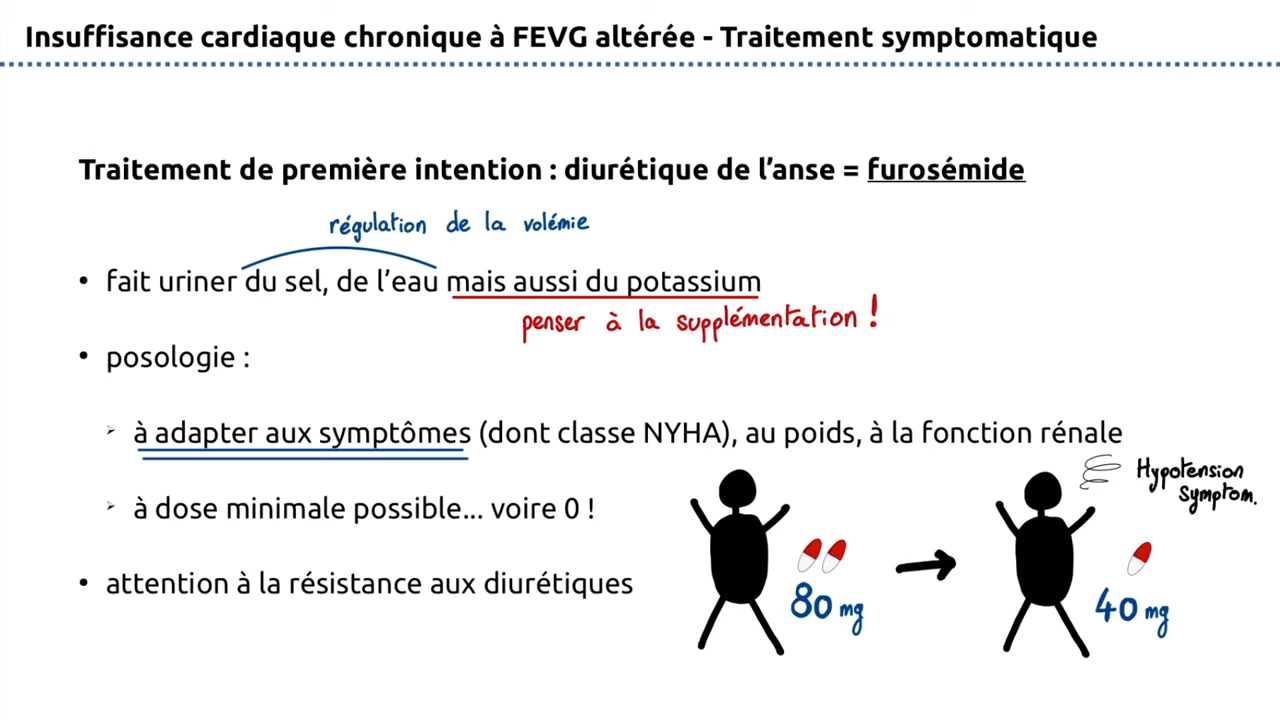 Insuffisance cardiaque chronique à FEVG altérée - Traitement symptomatique
Traitement de première intention : diurétique de l'anse = furosémide
régulation de la volémie
• fait uriner du sel, de l'eau mais aussi du potassium
penser à la supplémentation !
• posologie :
à adapter aux symptômes (dont classe NYHA), au poids, à la fonction rénale
Hypotension
symptom.
à dose minimale possible... voire 0 !
• attention à la résistance aux diurétiques
80 mg
40 mg